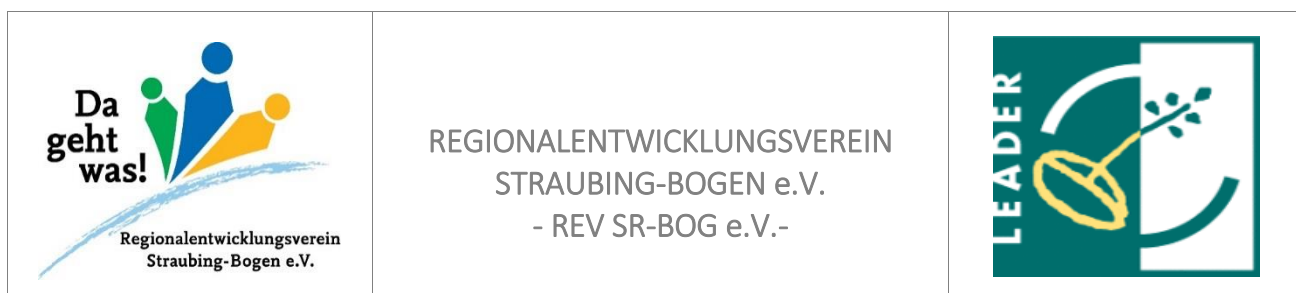 Da
geht
was!
Regionalentwicklungsverein
Straubing-Bogen e.V.
REGIONALENTWICKLUNGSVEREIN
STRAUBING-BOGEN e.V.
- REV SR-BOG e.V.-
LEADER